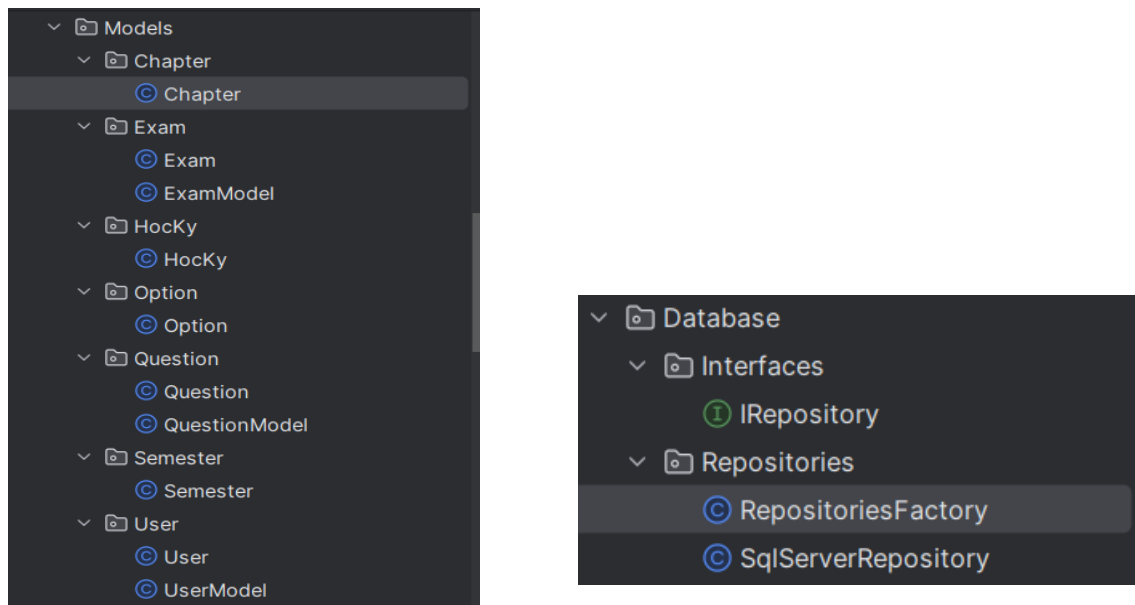 Models
Chapter
Chapter
Exam
Exam
ExamModel
HocKy
HocKy
Option
Option
Question
Question
QuestionModel
Semester
Semester
User
User
UserModel
Database
Interfaces
IRepository
Repositories
RepositoriesFactory
SqlServerRepository